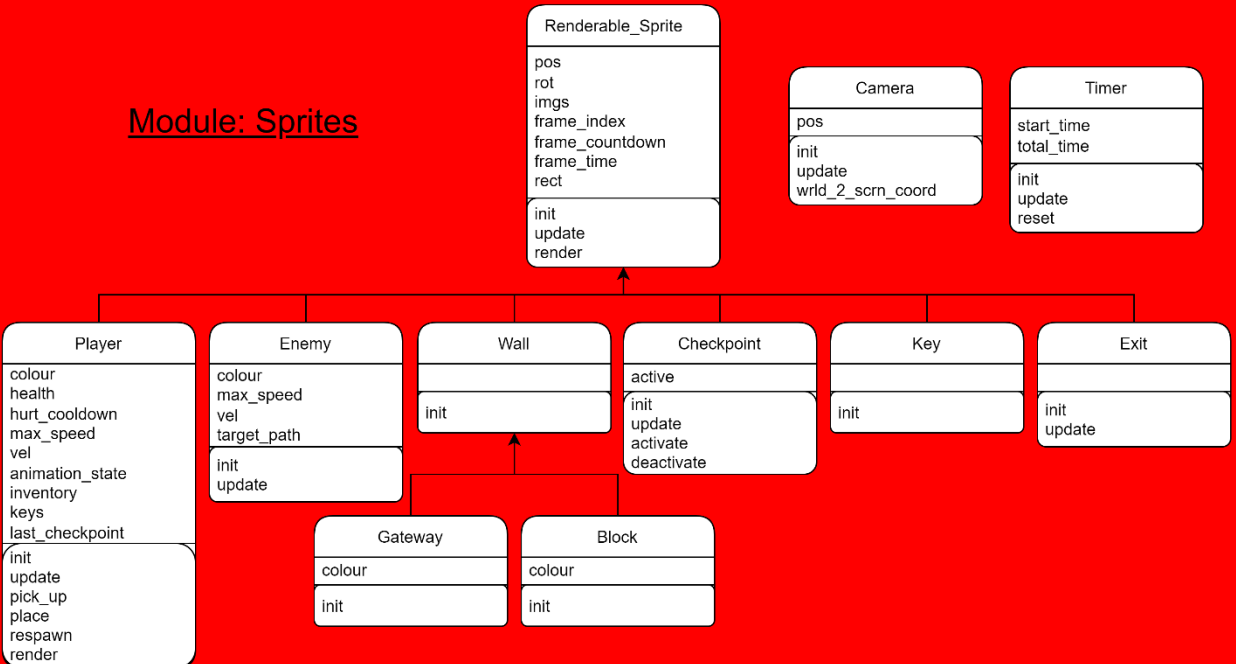 Module: Sprites
Renderable_Sprite
pos
rot
imgs
frame_index
frame_countdown
frame_time
rect
init
update
render
Camera
pos
init
update
wrld_2_scrn_coord
Timer
start_time
total_time
init
update
reset
Player
colour
health
hurt_cooldown
max_speed
vel
animation_state
inventory
keys
last_checkpoint
init
update
pick_up
place
respawn
render
Enemy
colour
max_speed
vel
target_path
init
update
Wall
init
Checkpoint
active
init
update
activate
deactivate
Key
init
Exit
init
update
Gateway
colour
init
Block
colour
init